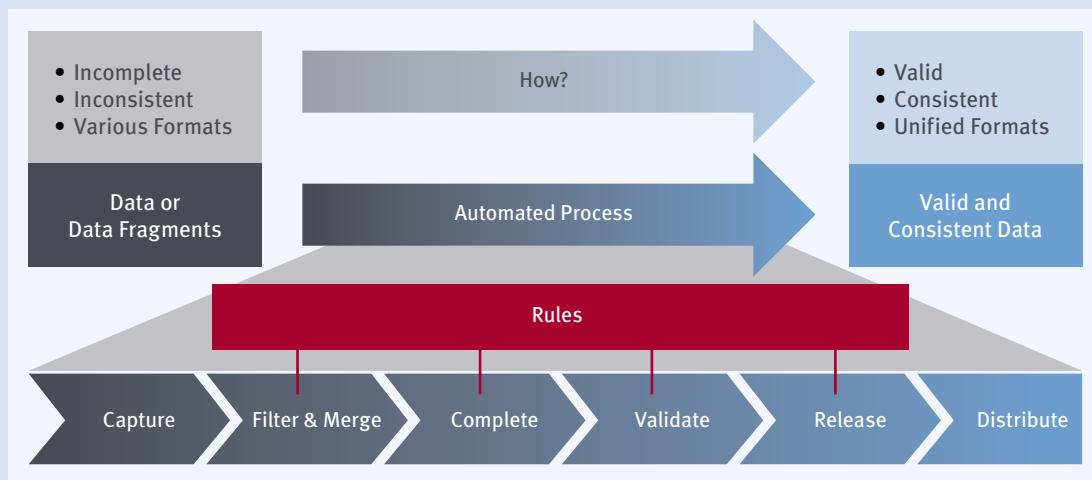 • Incomplete
• Inconsistent
• Various Formats
Data or
Data Fragments
How?
Automated Process
• Valid
• Consistent
• Unified Formats
Valid and
Consistent Data
Rules
Capture
Filter & Merge
Complete
Validate
Release
Distribute